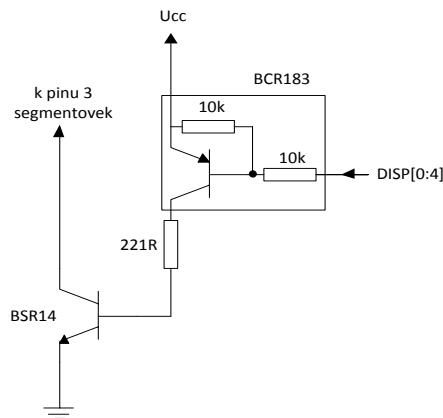 Ucc
k pinu 3
segmentovek
BCR183
10k
10k
DISP[0:4]
221R
BSR14